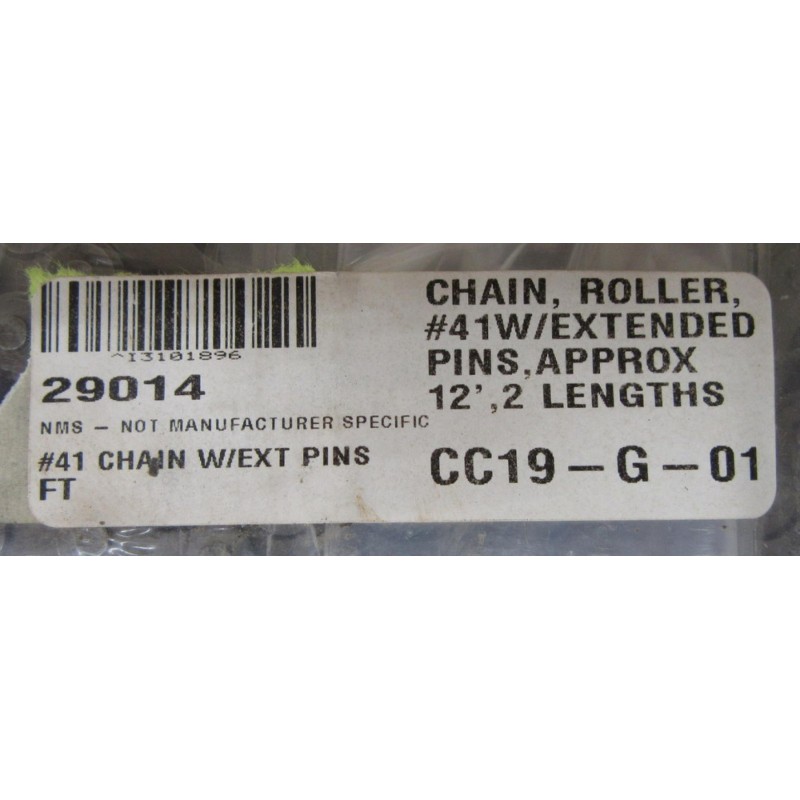 ^I3101896
29014
NMS - NOT MANUFACTURER SPECIFIC
#41 CHAIN W/EXT PINS
FT
CHAIN, ROLLER,
#41W/EXTENDED
PINS,APPROX
12',2 LENGTHS
CC19-G-01